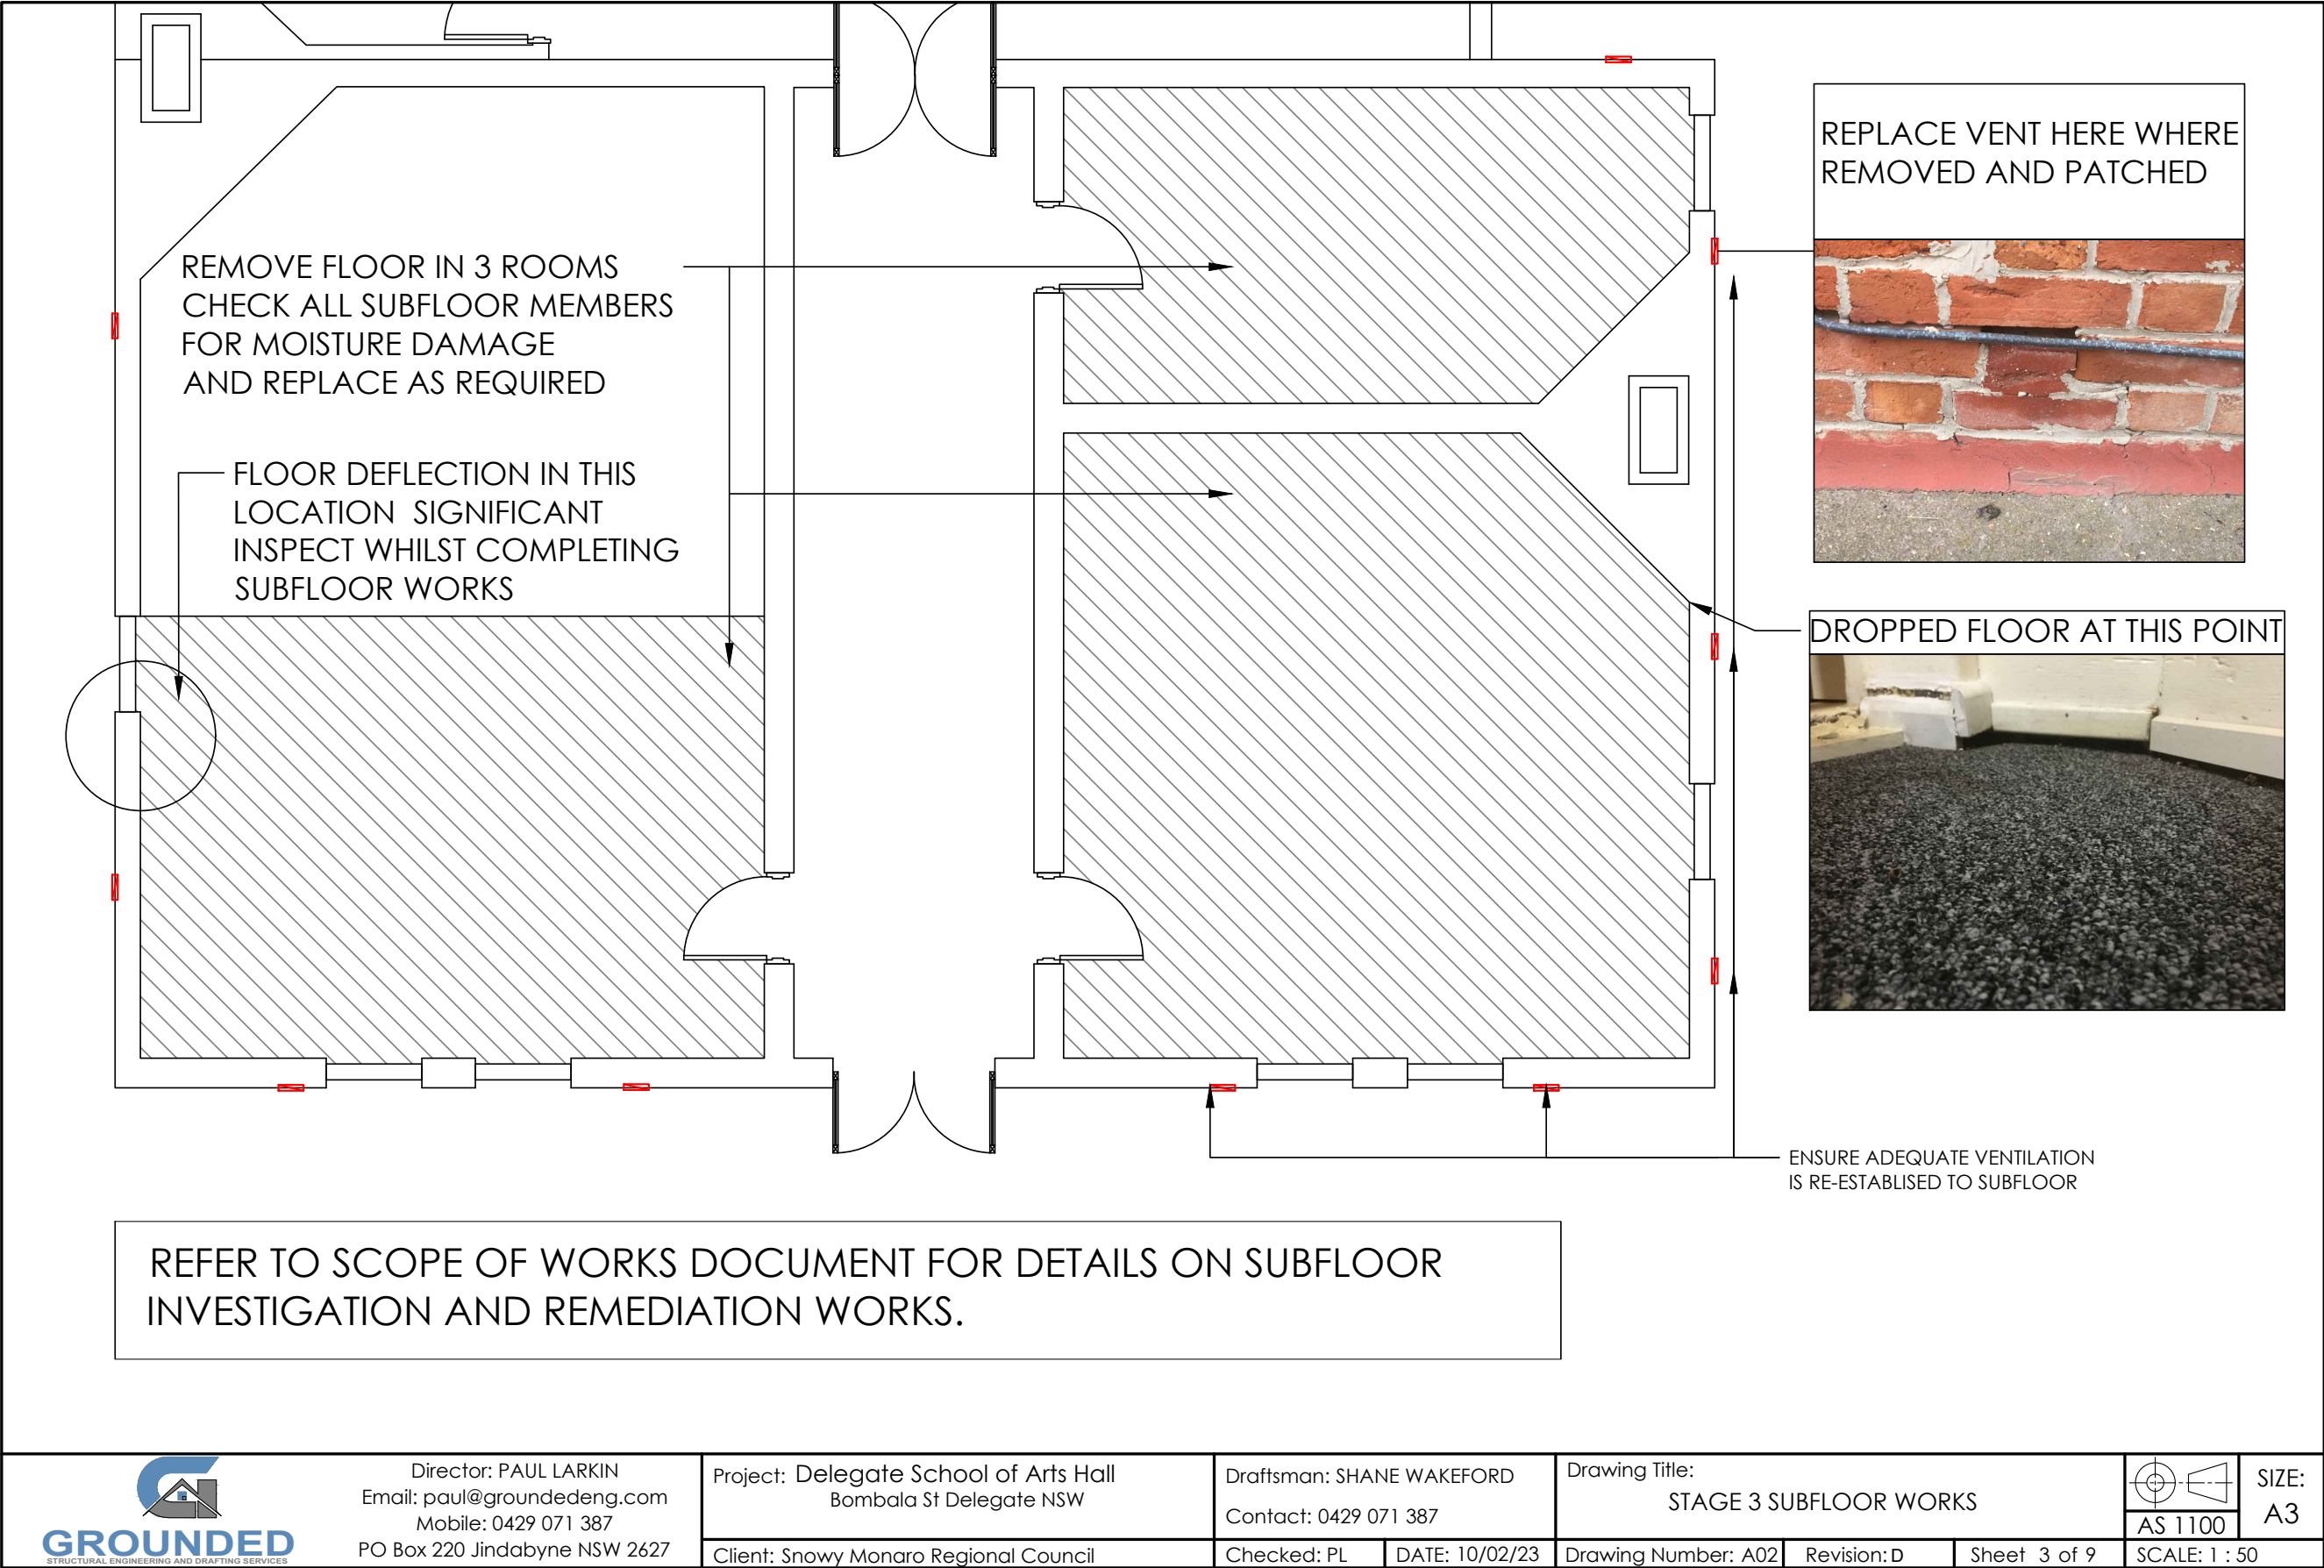 REPLACE VENT HERE WHERE
REMOVED AND PATCHED
REMOVE FLOOR IN 3 ROOMS
CHECK ALL SUBFLOOR MEMBERS
FOR MOISTURE DAMAGE
AND REPLACE AS REQUIRED
FLOOR DEFLECTION IN THIS
LOCATION SIGNIFICANT
INSPECT WHILST COMPLETING
SUBFLOOR WORKS
DROPPED FLOOR AT THIS POINT
ENSURE ADEQUATE VENTILATION
IS RE-ESTABLISED TO SUBFLOOR
REFER TO SCOPE OF WORKS DOCUMENT FOR DETAILS ON SUBFLOOR
INVESTIGATION AND REMEDIATION WORKS.
GROUNDED
STRUCTURAL ENGINEERING AND DRAFTING SERVICES
Director: PAUL LARKIN
Email: paul@groundedeng.com
Mobile: 0429 071 387
PO Box 220 Jindabyne NSW 2627
Project: Delegate School of Arts Hall
Bombala St Delegate NSW
Client: Snowy Monaro Regional Council
Draftsman: SHANE WAKEFORD
Contact: 0429 071 387
Checked: PL
DATE: 10/02/23
Drawing Title:
STAGE 3 SUBFLOOR WORKS
Drawing Number: A02
Revision: D
Sheet 3 of 9
AS 1100
SIZE:
A3
SCALE: 1 : 50